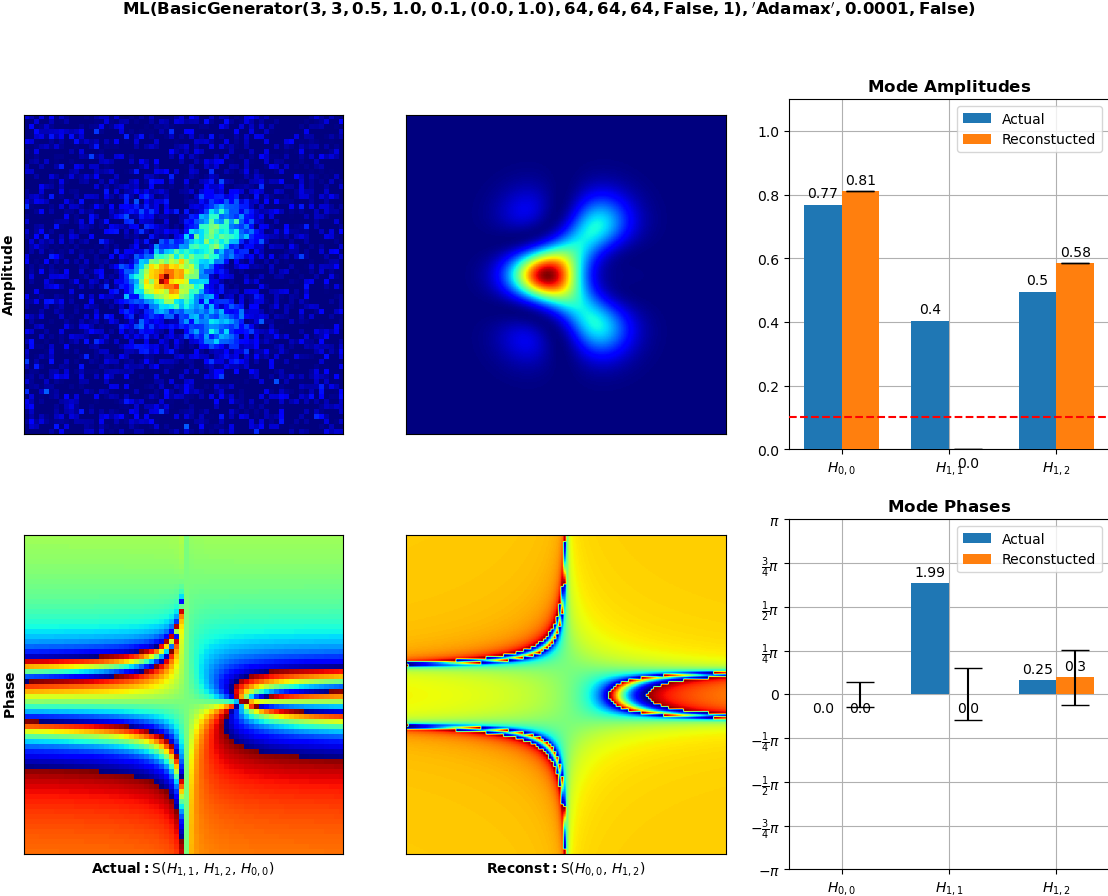 ML(BasicGenerator(3, 3, 0.5, 1.0, 0.1, (0.0, 1.0), 64, 64, 64, False, 1), ′Adamax′, 0.0001, False)
Amplitude
Mode Amplitudes
Actual
Reconstucted
1.0
0.8
0.6
0.4
0.2
0.0
0.77
0.81
0.4
0.0
0.5
0.58
H0,0
H1,1
H1,2
Phase
Actual: S(H1,1, H1,2, H0,0)
Reconst: S(H0,0, H1,2)
Mode Phases
Actual
Reconstucted
π
3/4π
1/2π
1/4π
0
−1/4π
−1/2π
−3/4π
−π
0.0
0.0
1.99
0.0
0.25
0.3
H0,0
H1,1
H1,2